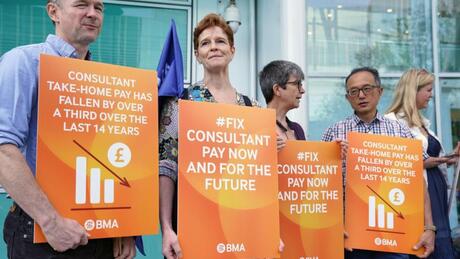 CONSULTANT
TAKE-HOME PAY HAS
FALLEN BY OVER
A THIRD OVER THE
LAST 14 YEARS
£
BMA
#FIX
CONSULTANT
PAY NOW
AND FOR THE
FUTURE
BMA
#FIX
CONSULTANT
PAY NOW
AND FOR THE
FUTURE
BMA
CONSULTANT
TAKE-HOME PAY HAS
FALLEN BY OVER
A THIRD OVER THE
LAST 14 YEARS
£
BMA